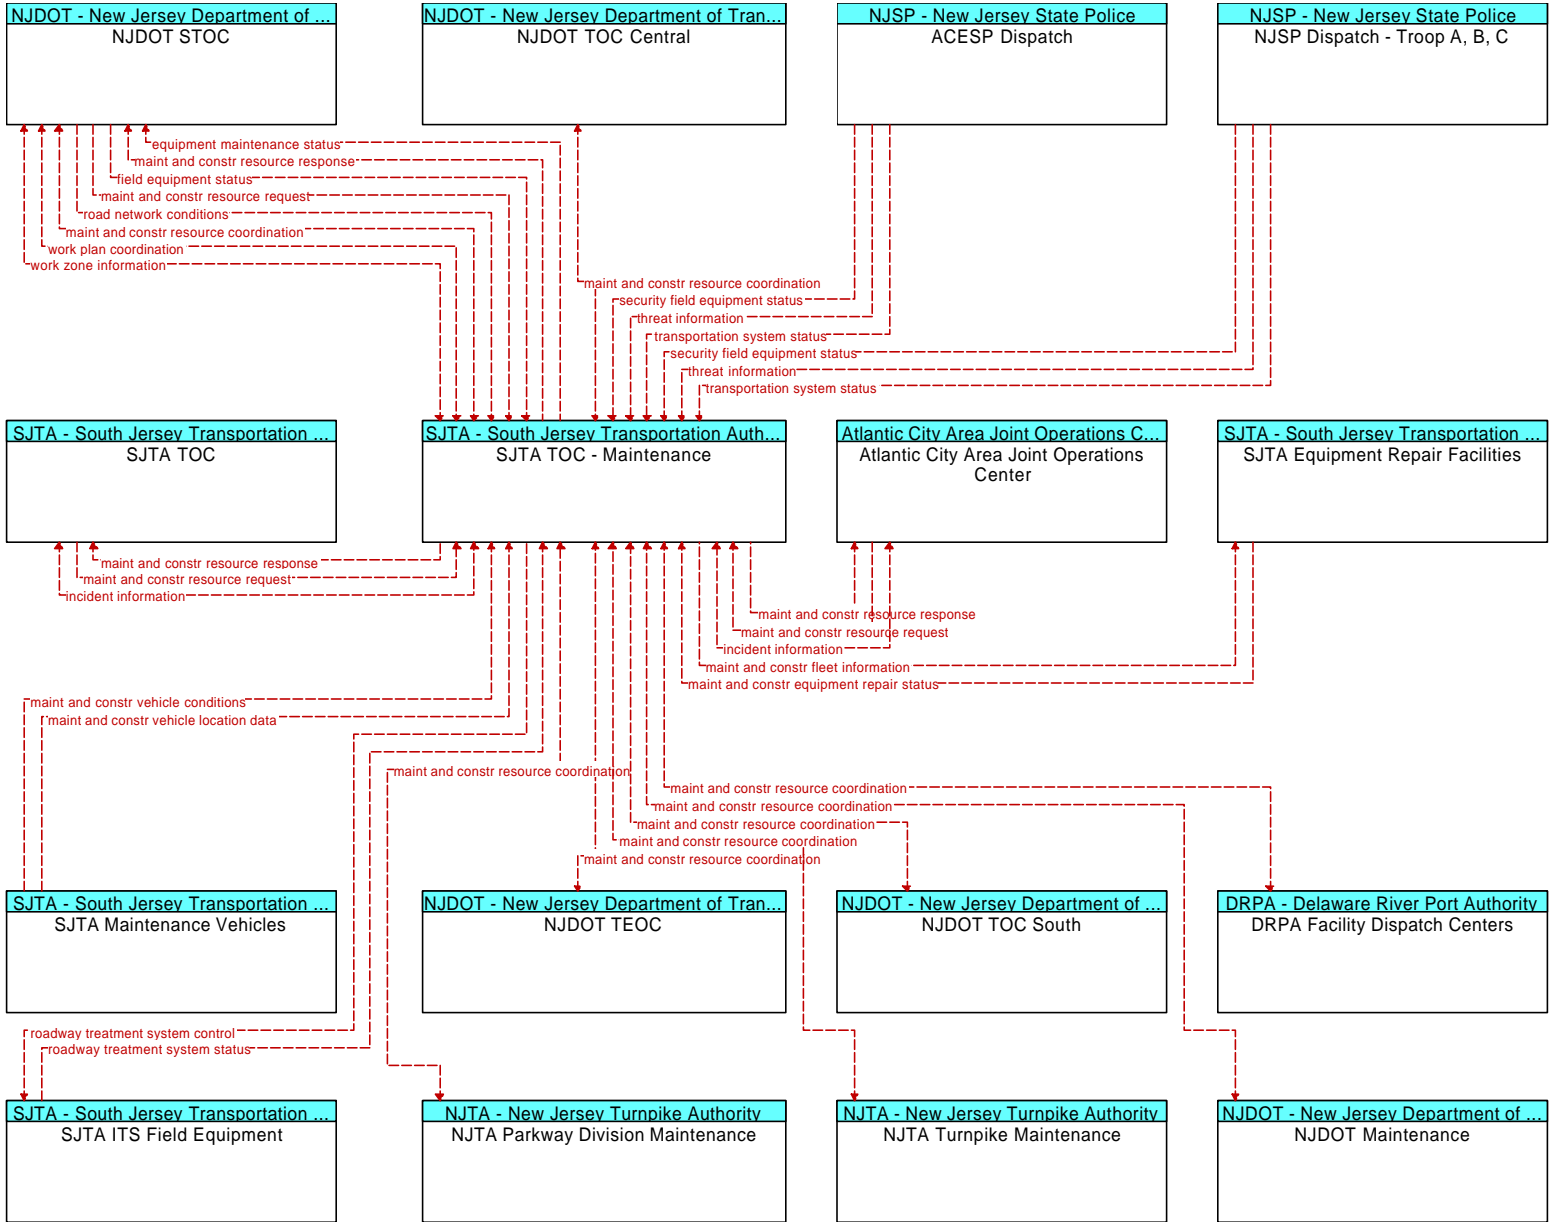 NJDOT - New Jersey Department of ...
NJDOT STOC
NJDOT - New Jersey Department of Tran...
NJDOT TOC Central
NJSP - New Jersey State Police
ACESP Dispatch
NJSP - New Jersey State Police
NJSP Dispatch - Troop A, B, C
equipment maintenance status
maint and constr resource response
field equipment status
maint and constr resource request
road network conditions
maint and constr resource coordination
work plan coordination
work zone information
maint and constr resource coordination
security field equipment status
threat information
transportation system status
security field equipment status
threat information
transportation system status
SJTA - South Jersey Transportation ...
SJTA TOC
SJTA - South Jersey Transportation Auth...
SJTA TOC - Maintenance
Atlantic City Area Joint Operations C...
Atlantic City Area Joint Operations
Center
SJTA - South Jersey Transportation ...
SJTA Equipment Repair Facilities
maint and constr resource response
maint and constr resource request
incident information
maint and constr resource response
maint and constr resource request
incident information
maint and constr fleet information
maint and constr equipment repair status
maint and constr vehicle conditions
maint and constr vehicle location data
maint and constr resource coordination
maint and constr resource coordination
maint and constr resource coordination
maint and constr resource coordination
maint and constr resource coordination
maint and constr resource coordination
SJTA - South Jersey Transportation ...
SJTA Maintenance Vehicles
NJDOT - New Jersey Department of Tran...
NJDOT TEOC
NJDOT - New Jersey Department of ...
NJDOT TOC South
DRPA - Delaware River Port Authority
DRPA Facility Dispatch Centers
roadway treatment system control
roadway treatment system status
SJTA - South Jersey Transportation ...
SJTA ITS Field Equipment
NJTA - New Jersey Turnpike Authority
NJTA Parkway Division Maintenance
NJTA - New Jersey Turnpike Authority
NJTA Turnpike Maintenance
NJDOT - New Jersey Department of ...
NJDOT Maintenance